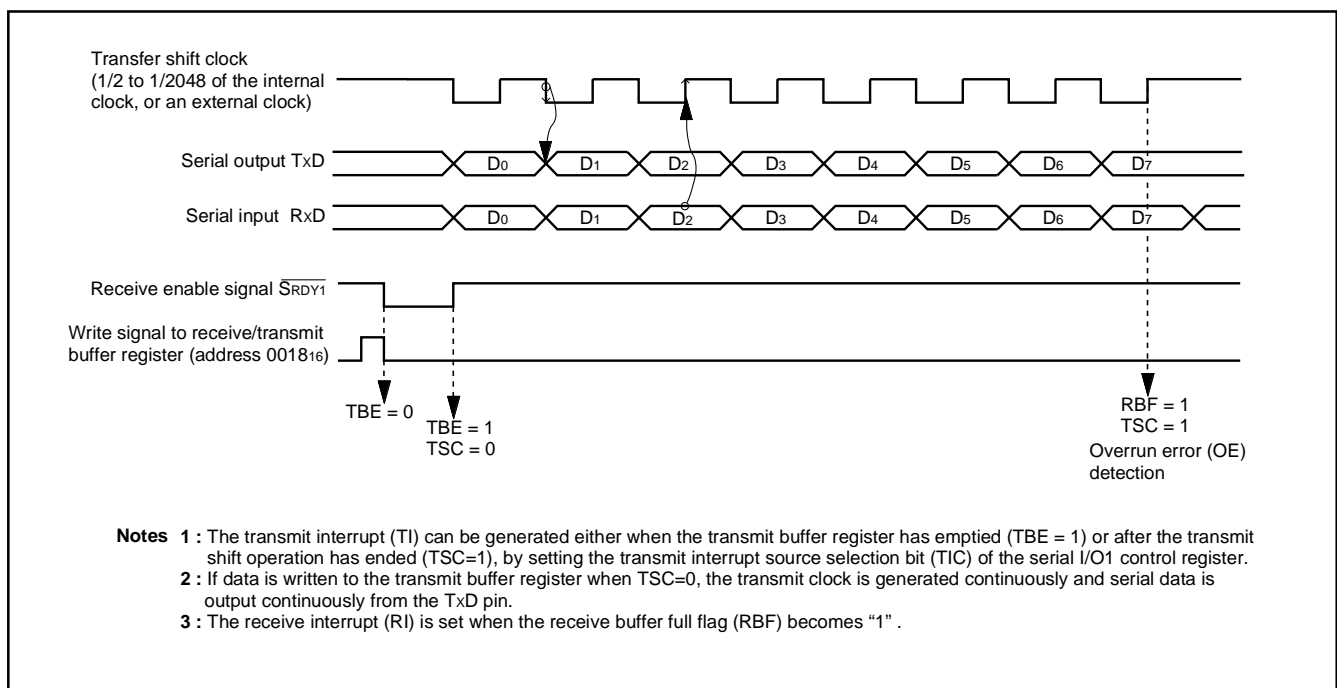 Transfer shift clock
(1/2 to 1/2048 of the internal
clock, or an external clock)
Serial output TxD
D0 D1 D2 D3 D4 D5 D6 D7
Serial input RxD
D0 D1 D2 D3 D4 D5 D6 D7
Receive enable signal SRDY1
Write signal to receive/transmit
buffer register (address 001816)
TBE = 0
TBE = 1
TSC = 0
RBF = 1
TSC = 1
Overrun error (OE)
detection
Notes 1 : The transmit interrupt (TI) can be generated either when the transmit buffer register has emptied (TBE = 1) or after the transmit
shift operation has ended (TSC=1), by setting the transmit interrupt source selection bit (TIC) of the serial I/O1 control register.
2 : If data is written to the transmit buffer register when TSC=0, the transmit clock is generated continuously and serial data is
output continuously from the TxD pin.
3 : The receive interrupt (RI) is set when the receive buffer full flag (RBF) becomes “1” .